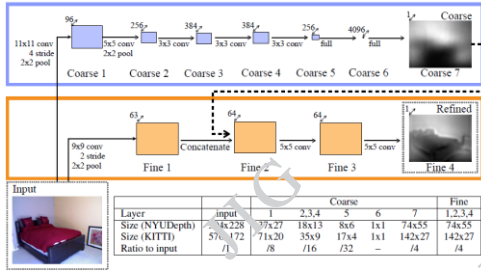 96
256
384
384
256
4096
1
Coarse
11x11 conv
4 stride
2x2 pool
5x5 conv
2x2 pool
3x3 conv
3x3 conv
3x3 conv
full
full
Coarse 1
Coarse 2
Coarse 3
Coarse 4
Coarse 5
Coarse 6
Coarse 7
63
64
64
1
Refined
9x9 conv
2 stride
2x2 pool
Concatenate
5x5 conv
5x5 conv
Fine 1
Fine 2
Fine 3
Fine 4
Input
Coarse Fine
Layer input 1 2,3,4 5 6 7 1,2,3,4
Size (NYUDepth) 37x27 18x13 8x6 1x1 74x55 74x55
Size (KITTI) 71x20 35x9 17x4 1x1 142x27 142x27
Ratio to input /1 /8 /16 /32 – /4 /4
JIG